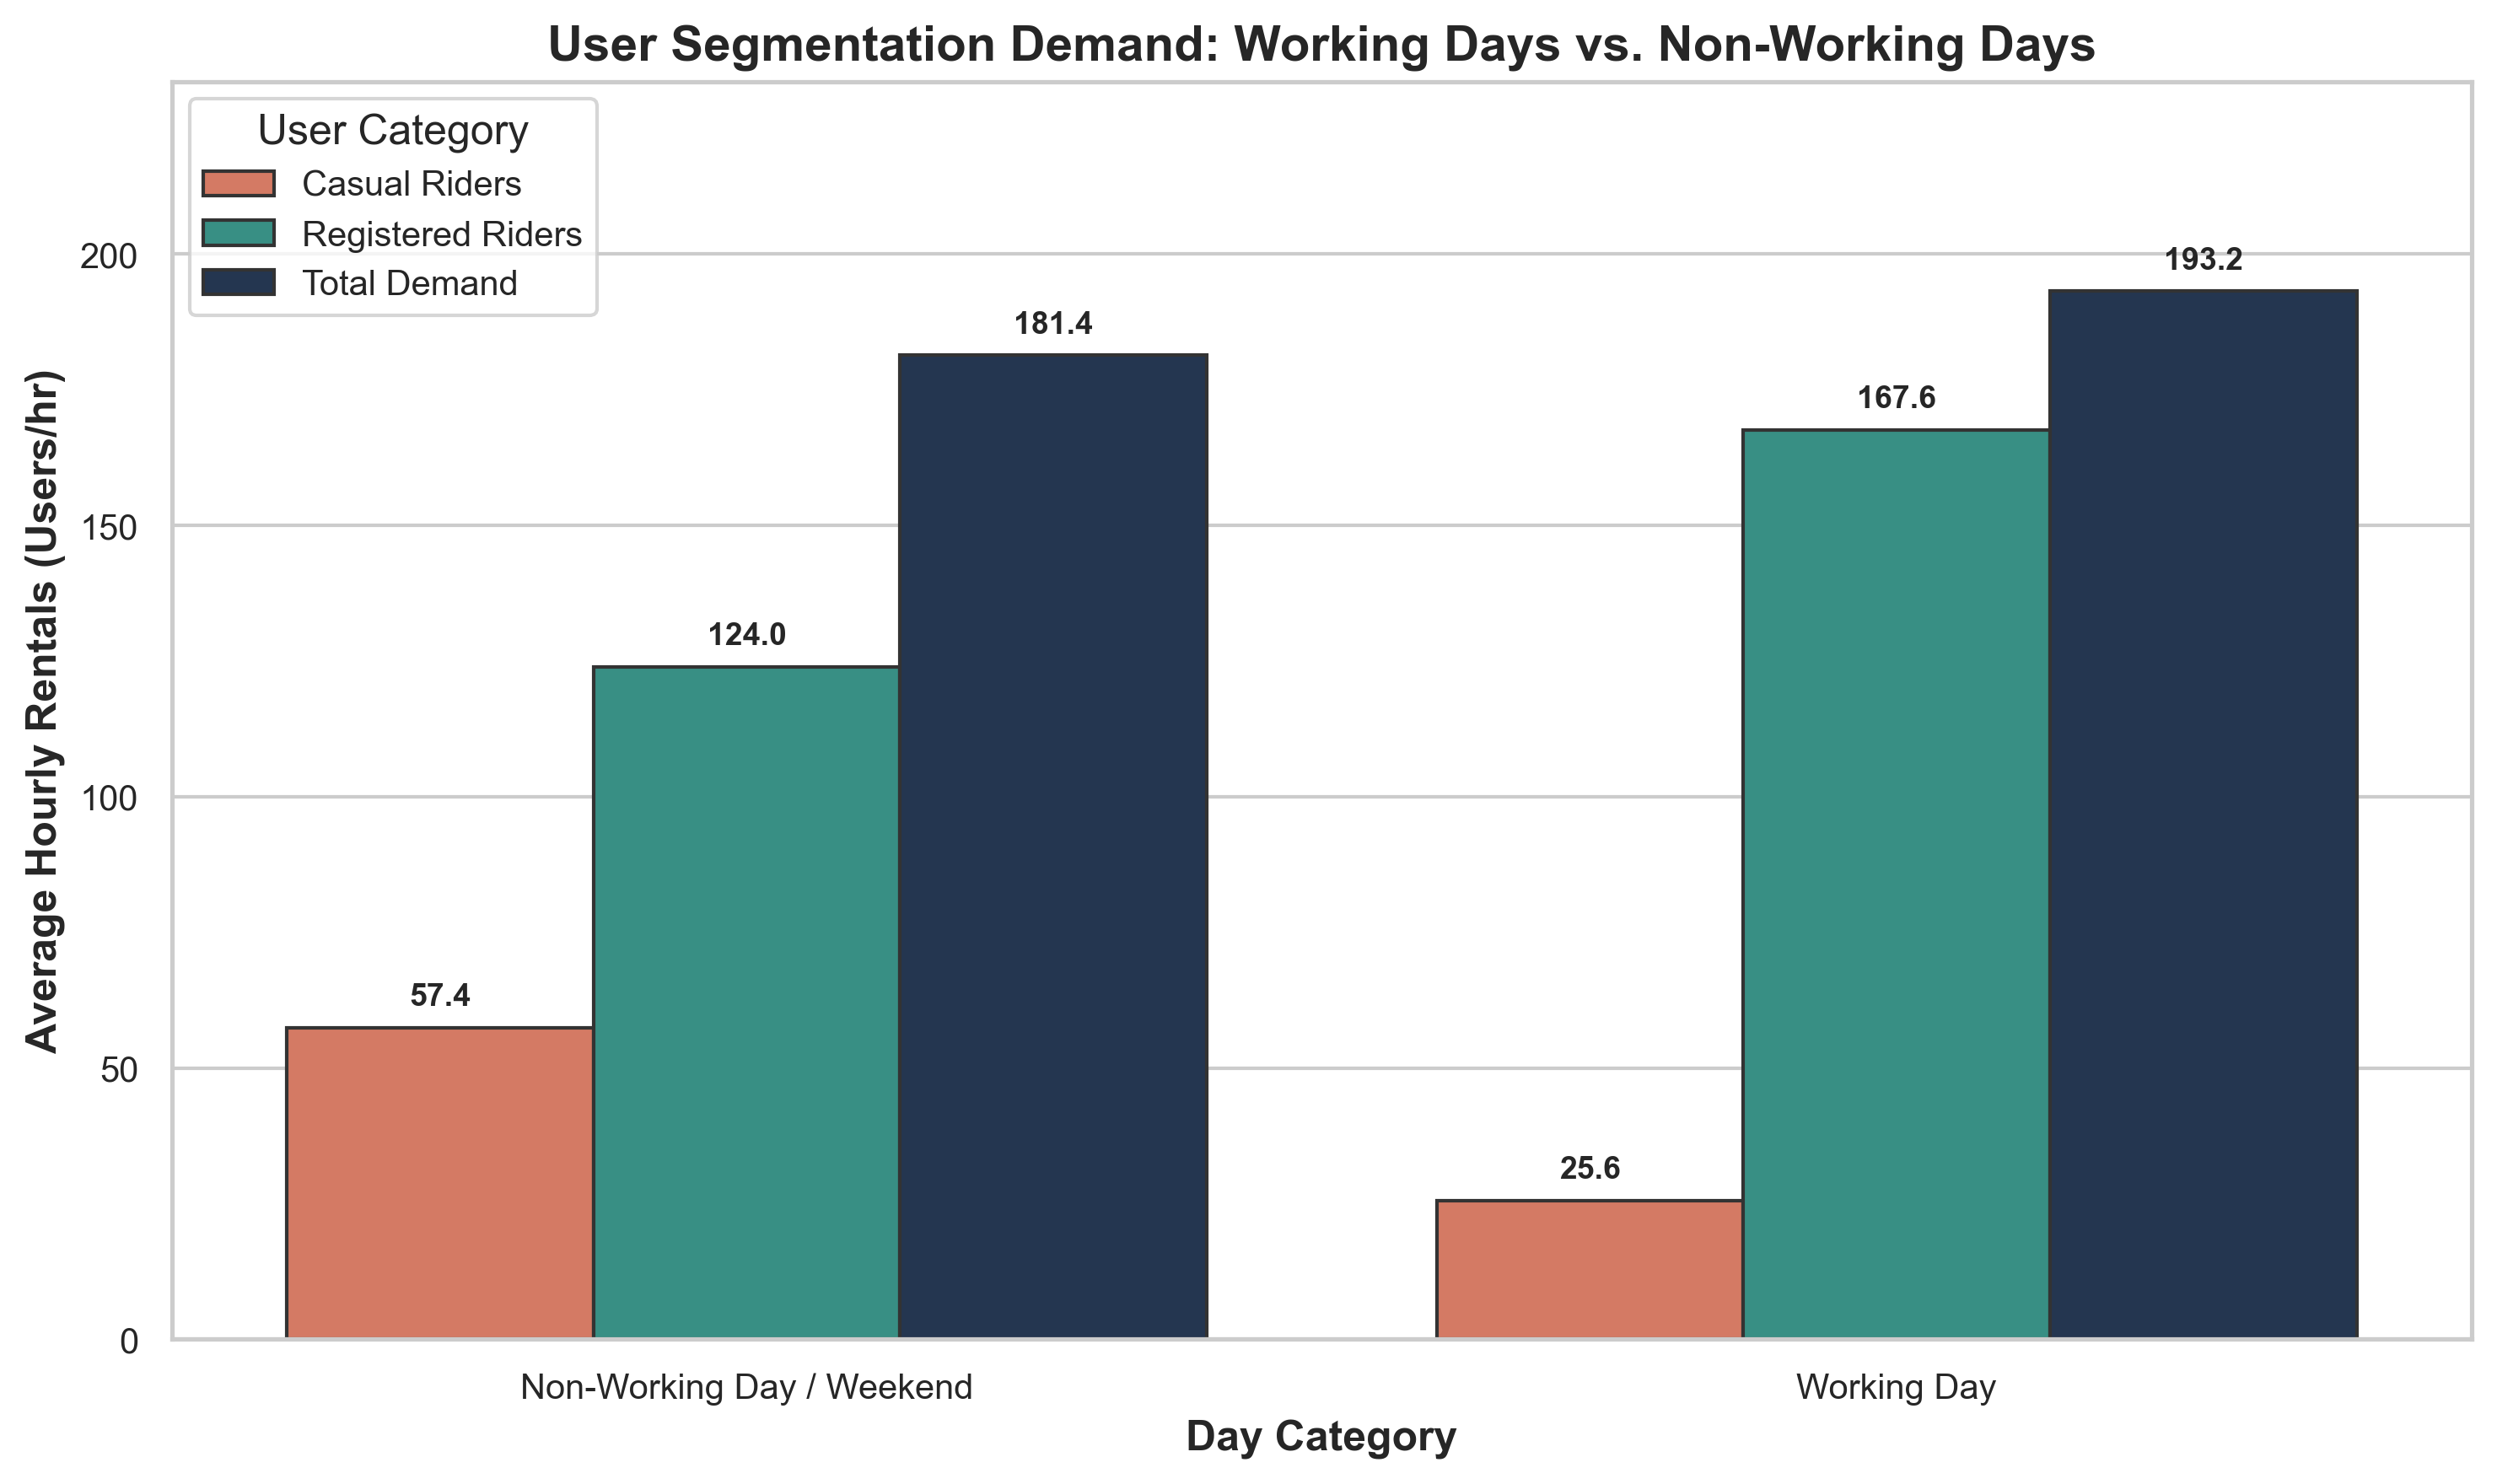 User Segmentation Demand: Working Days vs. Non-Working Days
User Category
Casual Riders
Registered Riders
Total Demand
Average Hourly Rentals (Users/hr)
200
150
100
50
0
57.4
124.0
181.4
25.6
167.6
193.2
Non-Working Day / Weekend
Working Day
Day Category